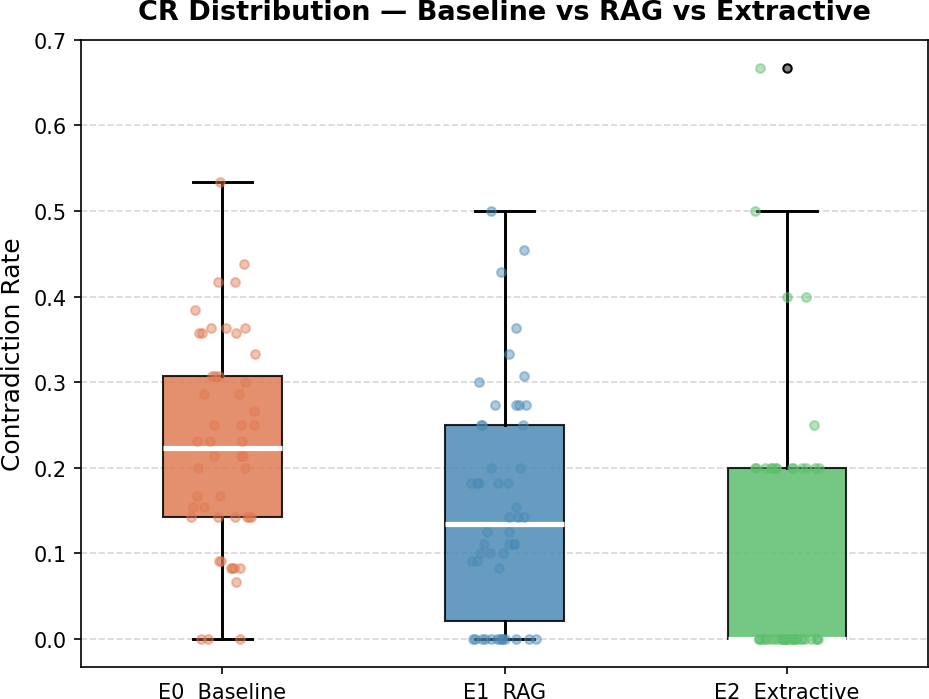 CR Distribution — Baseline vs RAG vs Extractive
Contradiction Rate
0.7
0.6
0.5
0.4
0.3
0.2
0.1
0.0
E0 Baseline
E1 RAG
E2 Extractive